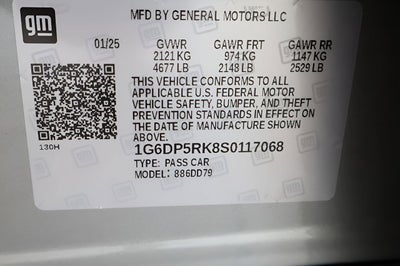 gm
MFD BY GENERAL MOTORS LLC
01/25 GVWR GAWR FRT GAWR RR
2121 KG 974 KG 1147 KG
4677 LB 2148 LB 2529 LB
THIS VEHICLE CONFORMS TO ALL
APPLICABLE U.S. FEDERAL MOTOR
VEHICLE SAFETY, BUMPER, AND THEFT
PREVENTION STANDARDS IN EFFECT ON
THE DATE OF MANUFACTURE SHOWN ABOVE.
130H
1G6DP5RK8S0117068
TYPE: PASS CAR
MODEL: 886DD79